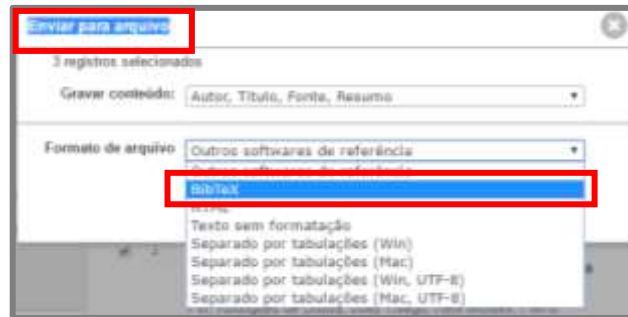 Enviar para arquivo
3 registros selecionados
Gravar conteúdo: Autor, Título, Fonte, Resumo
Formato de arquivo Outros softwares de referência
Outros softwares de referência
BibTeX
HTML
Texto sem formatação
Separado por tabulações (Win)
Separado por tabulações (Mac)
Separado por tabulações (Win, UTF-8)
Separado por tabulações (Mac, UTF-8)